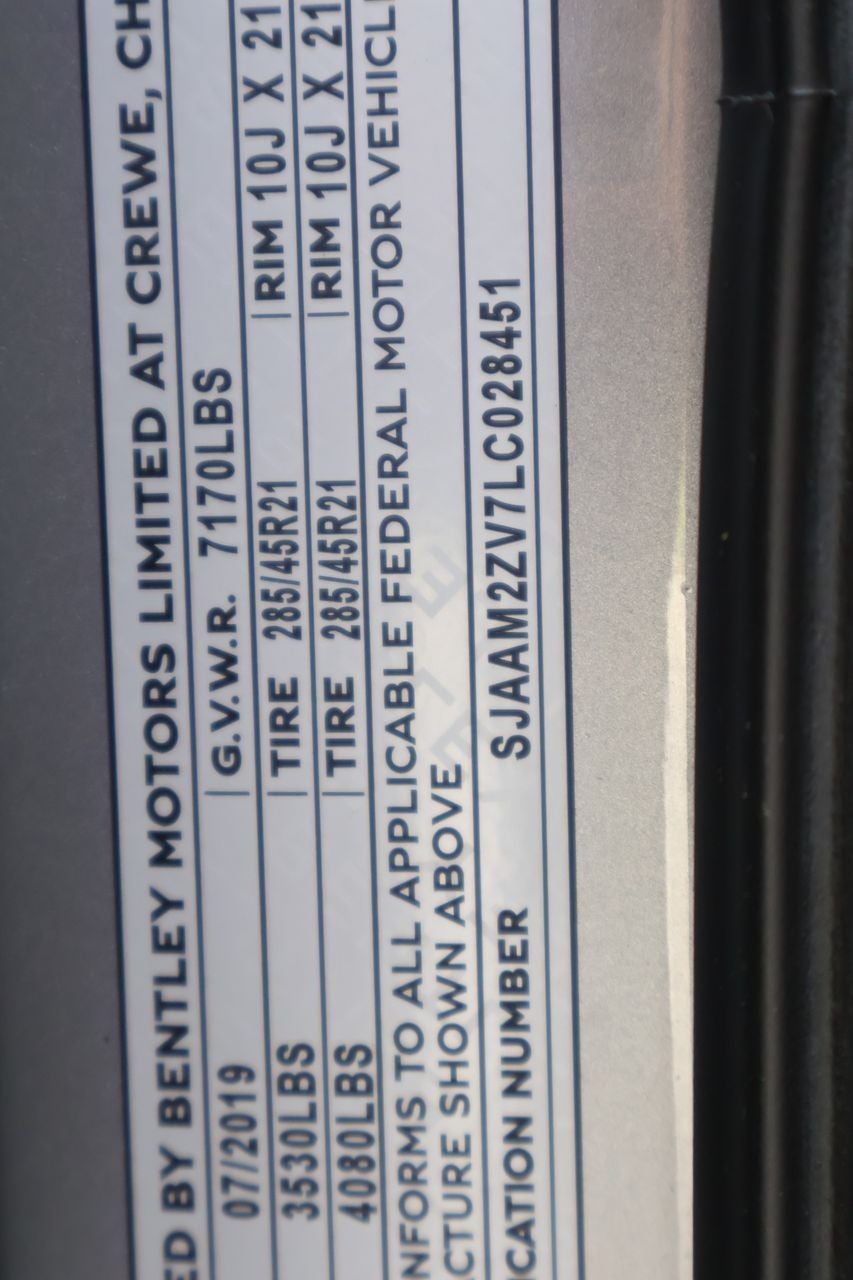 ED BY BENTLEY MOTORS LIMITED AT CREWE, CH
07/2019 G.V.W.R. 7170LBS
3530LBS TIRE 285/45R21 RIM 10J X 21
4080LBS TIRE 285/45R21 RIM 10J X 21
NFORMS TO ALL APPLICABLE FEDERAL MOTOR VEHICL
CTURE SHOWN ABOVE
ICATION NUMBER SJAAM2ZV7LC028451